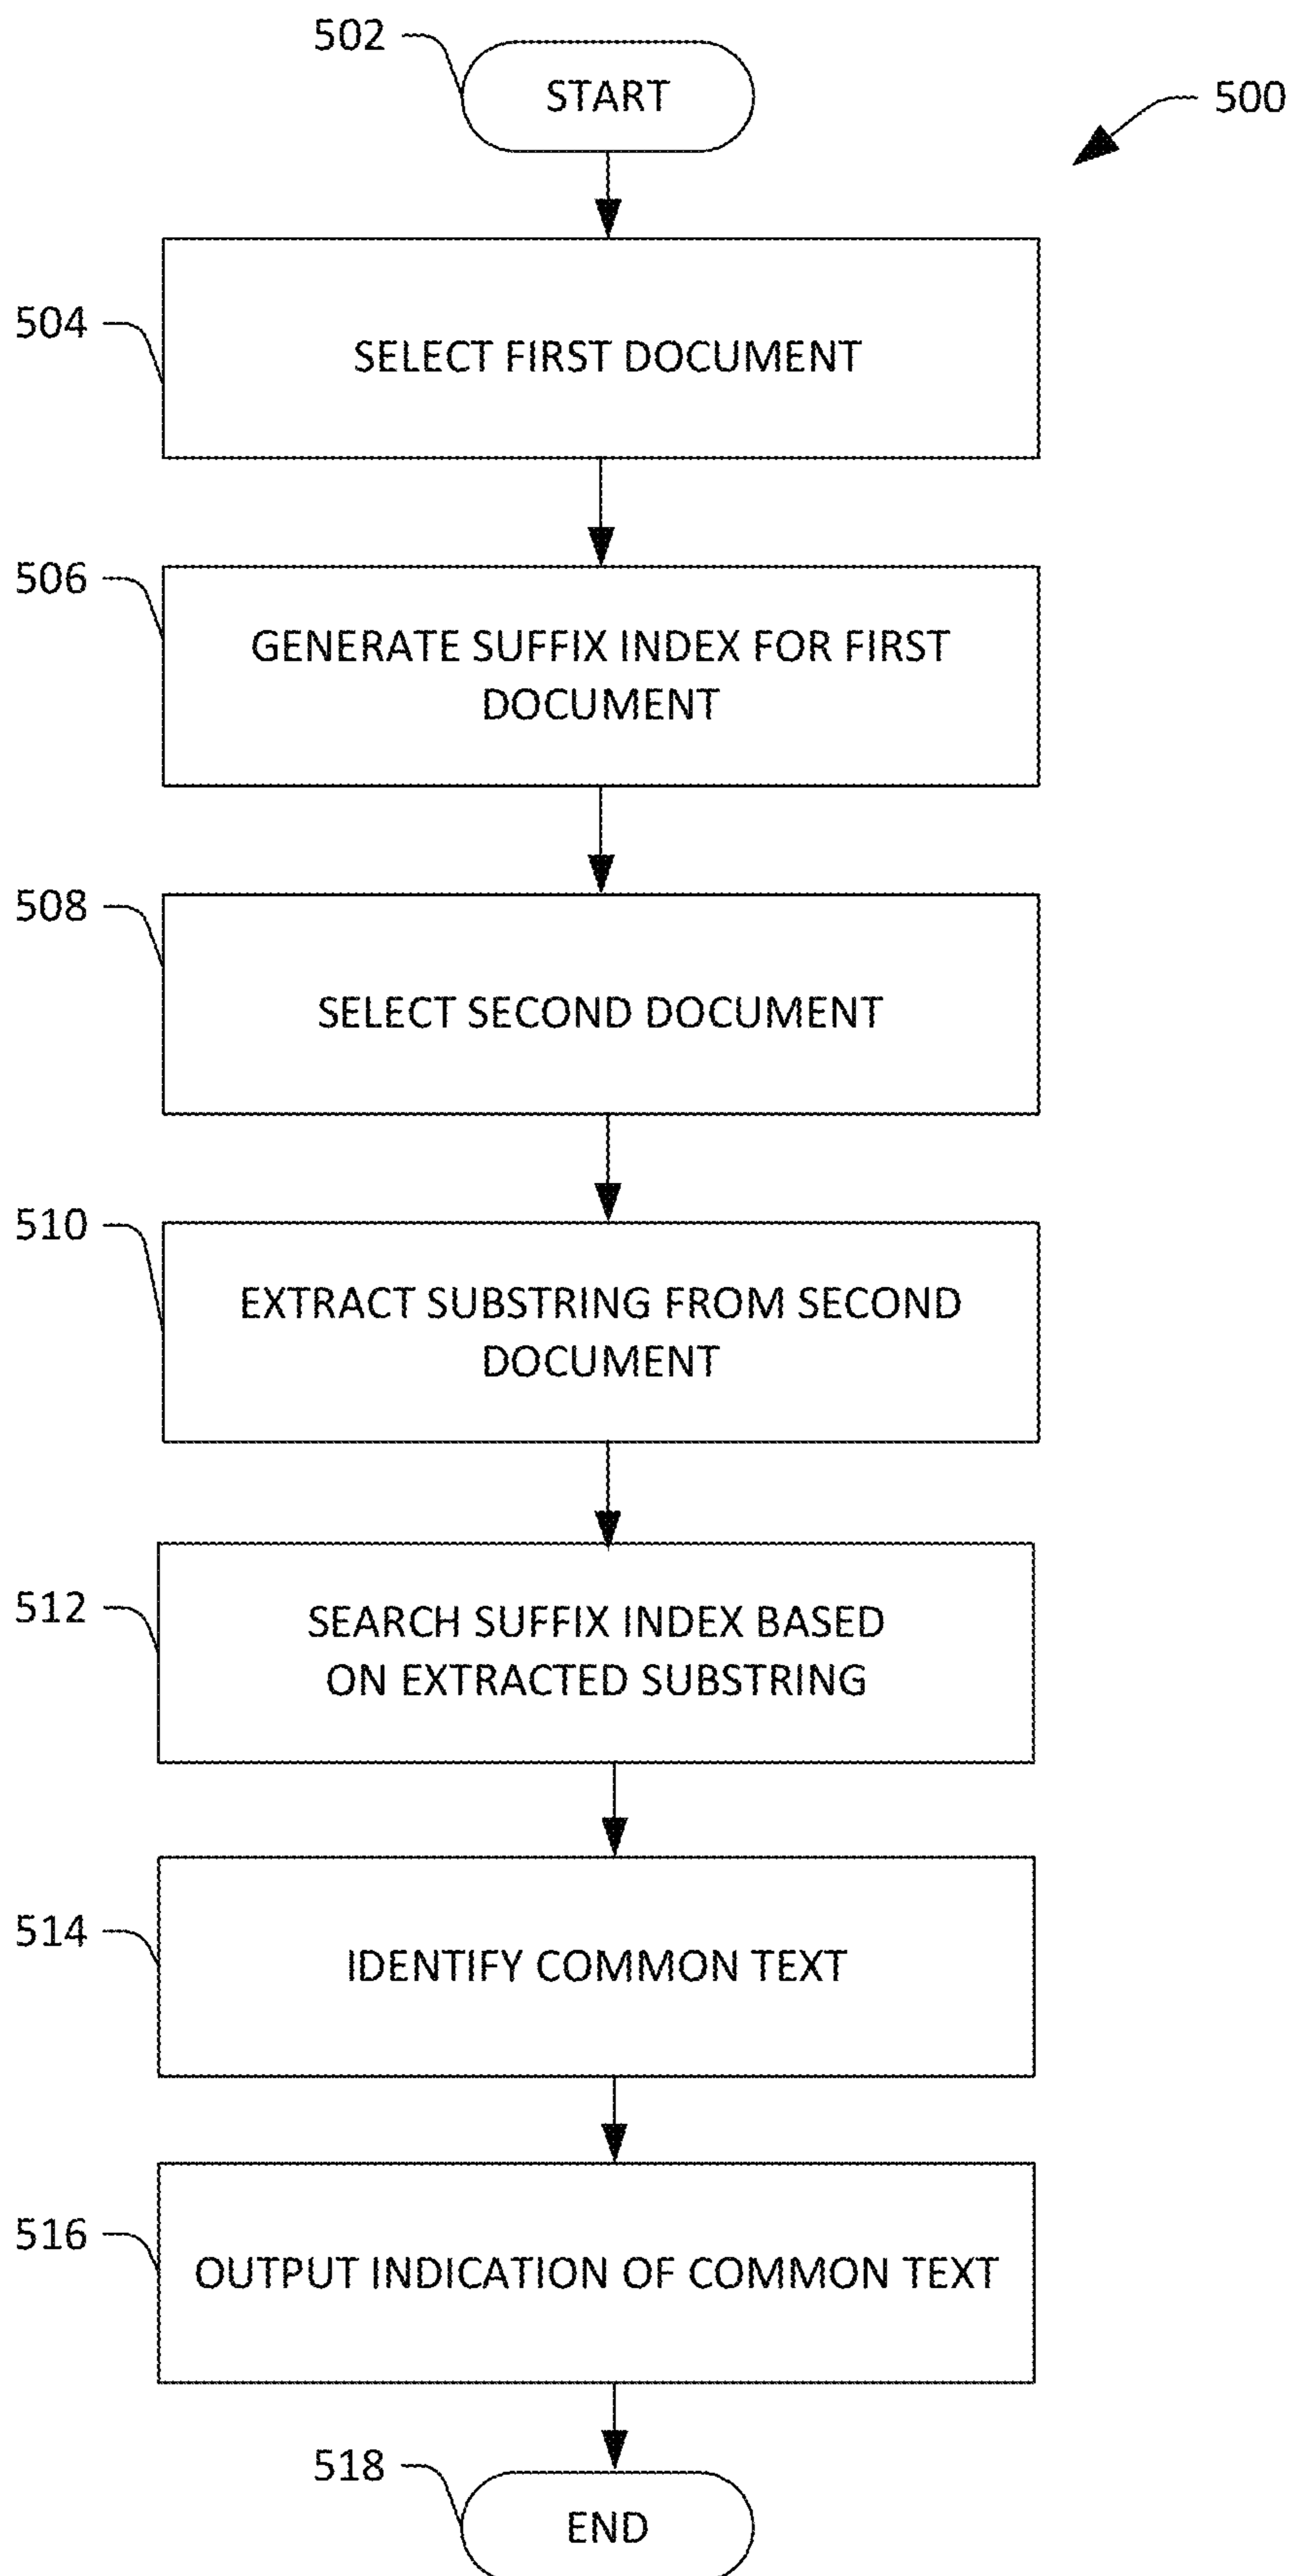 502
START
500
504
SELECT FIRST DOCUMENT
506
GENERATE SUFFIX INDEX FOR FIRST
DOCUMENT
508
SELECT SECOND DOCUMENT
510
EXTRACT SUBSTRING FROM SECOND
DOCUMENT
512
SEARCH SUFFIX INDEX BASED
ON EXTRACTED SUBSTRING
514
IDENTIFY COMMON TEXT
516
OUTPUT INDICATION OF COMMON TEXT
518
END